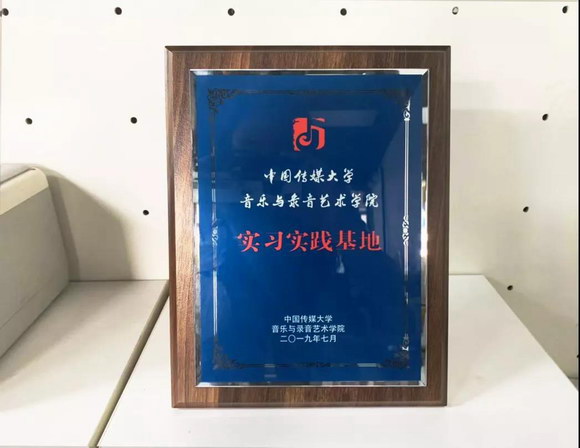 中国传媒大学
音乐与录音艺术学院
实习实践基地
中国传媒大学
音乐与录音艺术学院
二〇一九年七月